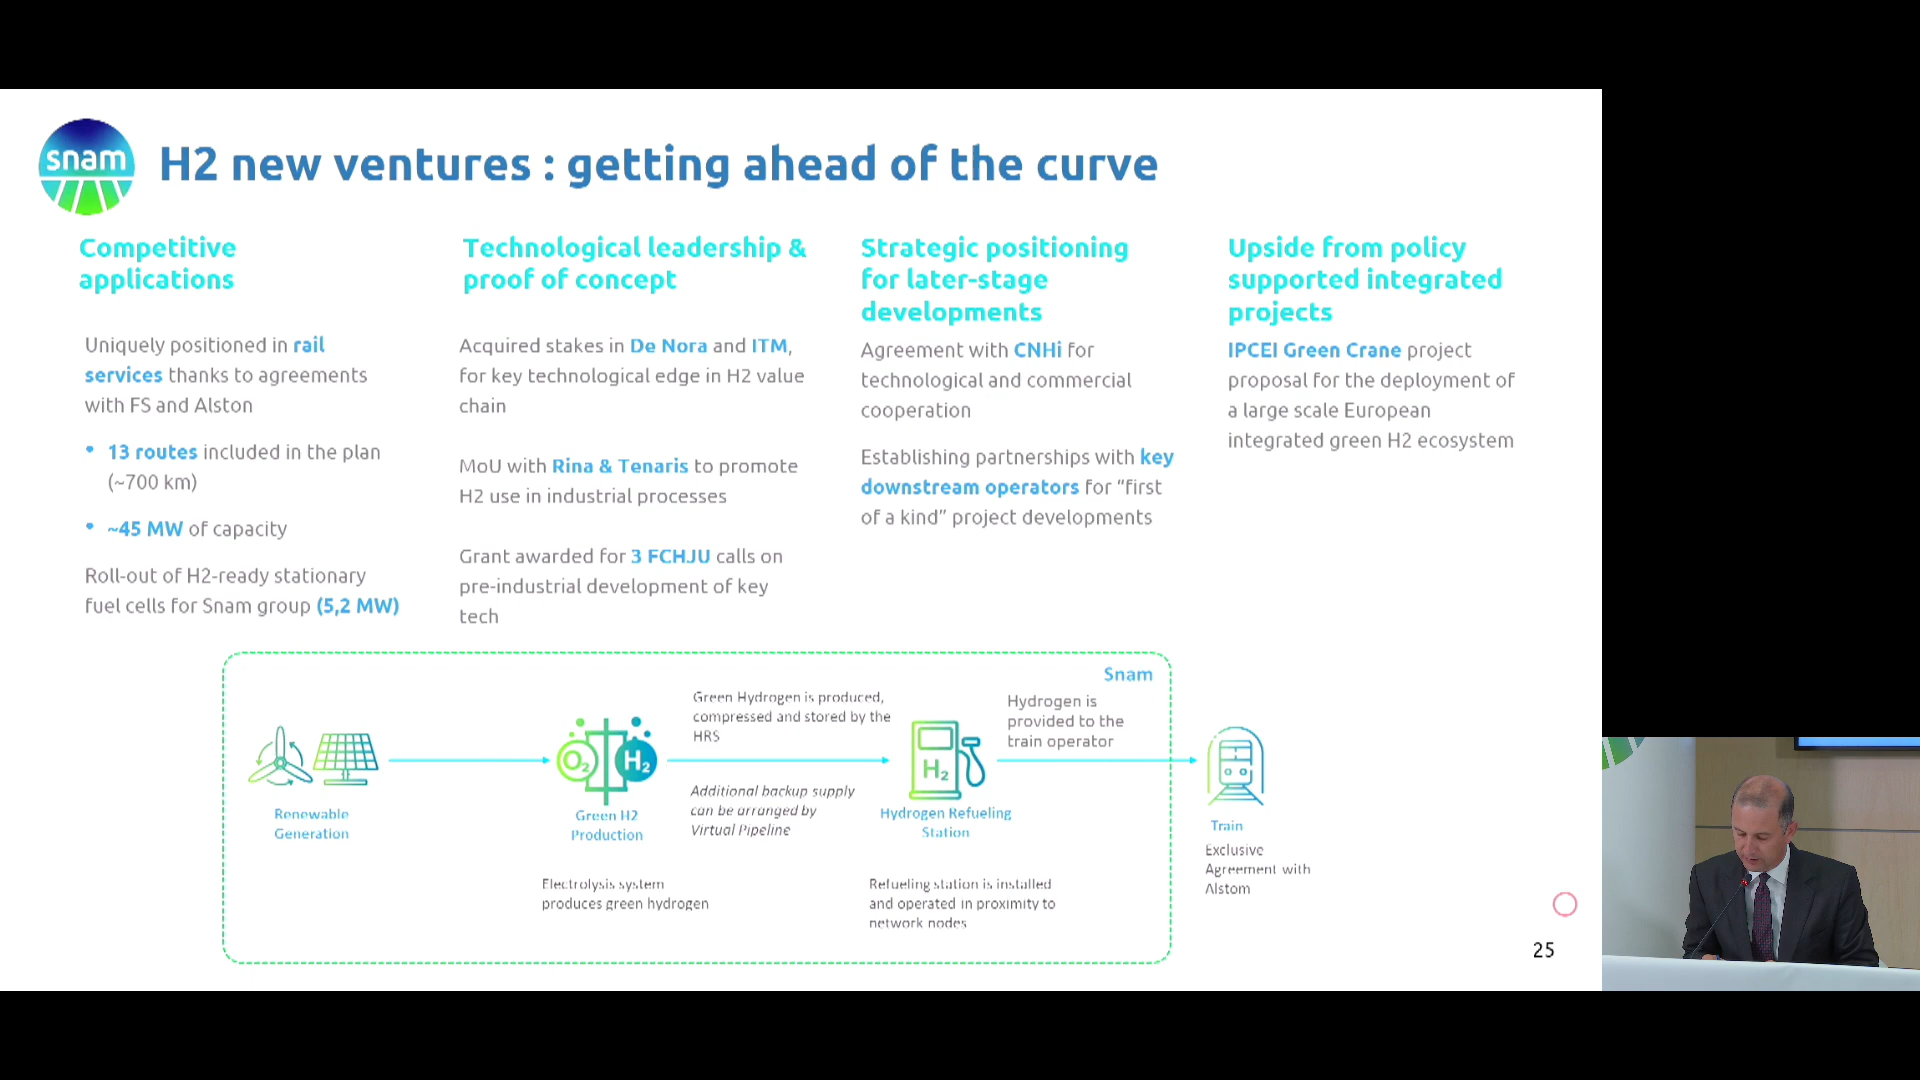 snam
H2 new ventures : getting ahead of the curve
Competitive
applications
Uniquely positioned in rail
services thanks to agreements
with FS and Alston
• 13 routes included in the plan
(~700 km)
• ~45 MW of capacity
Roll-out of H2-ready stationary
fuel cells for Snam group (5,2 MW)
Technological leadership &
proof of concept
Acquired stakes in De Nora and ITM,
for key technological edge in H2 value
chain
MoU with Rina & Tenaris to promote
H2 use in industrial processes
Grant awarded for 3 FCHJU calls on
pre-industrial development of key
tech
Strategic positioning
for later-stage
developments
Agreement with CNHi for
technological and commercial
cooperation
Establishing partnerships with key
downstream operators for “first
of a kind” project developments
Upside from policy
supported integrated
projects
IPCEI Green Crane project
proposal for the deployment of
a large scale European
integrated green H2 ecosystem
Snam
Renewable
Generation
O2 H2
Green H2
Production
Electrolysis system
produces green hydrogen
Green Hydrogen is produced,
compressed and stored by the
HRS
Additional backup supply
can be arranged by
Virtual Pipeline
H2
Hydrogen Refueling
Station
Refueling station is installed
and operated in proximity to
network nodes
Hydrogen is
provided to the
train operator
Train
Exclusive
Agreement with
Alstom
25